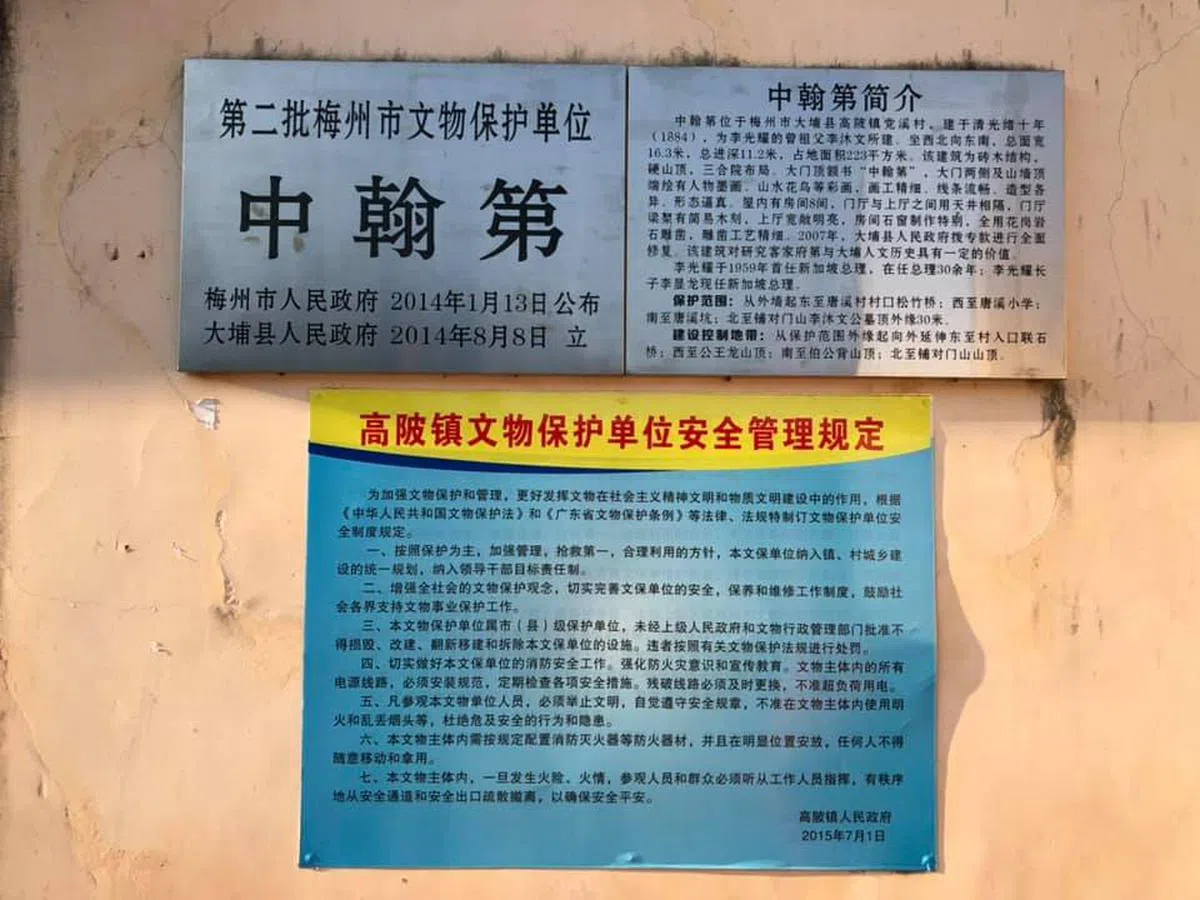 第二批梅州市文物保护单位
中翰第
梅州市人民政府 2014年1月13日公布
大埔县人民政府 2014年8月8日 立
中翰第简介
中翰第位于梅州市大埔县高陂镇党溪村。建于清光绪十年
(1884),为李光耀的曾祖父李沐文所建。坐西北向东南,总面宽
16.3米,总进深11.2米,占地面积223平方米。该建筑为砖木结构,
硬山顶,三合院布局。大门顶额书“中翰第”,大门两侧及山墙顶
端绘有人物墨画、山水花鸟等彩画,画工精细、线条流畅、造型各
异、形态逼真。屋内有房间8间,门厅与上厅之间用天井相隔,门厅
梁架有简易木刻,上厅宽敞明亮,房间石窗制作特别,全用花岗岩
石雕凿,雕凿工艺精细。2007年,大埔县人民政府拨专款进行全面
修复。该建筑对研究客家府第与大埔人文历史具有一定的价值。
李光耀于1959年首任新加坡总理,在任总理30余年;李光耀长
子李显龙现任新加坡总理。
保护范围:从外墙起东至唐溪村村口松竹桥;西至唐溪小学;
南至唐溪坑;北至铺对门山李沐文公墓顶外缘30米。
建设控制地带:从保护范围外缘起向外延伸东至村入口联石
桥;西至公王龙山顶;南至伯公背山顶;北至铺对门山山顶。
高陂镇文物保护单位安全管理规定
为加强文物保护和管理,更好发挥文物在社会主义精神文明和物质文明建设中的作用,根据
《中华人民共和国文物保护法》和《广东省文物保护条例》等法律、法规特制订文物保护单位安
全制度规定。
一、按照保护为主,加强管理,抢救第一,合理利用的方针,本文保单位纳入镇、村城乡建
设的统一规划,纳入领导干部目标责任制。
二、增强全社会的文物保护观念,切实完善文保单位的安全,保养和维修工作制度,鼓励社
会各界支持文物事业保护工作。
三、本文物保护单位属市(县)级保护单位,未经上级人民政府和文物行政管理部门批准不
得损毁、改建、翻新移建和拆除本文保单位的设施。违者按照有关文物保护法规进行处罚。
四、切实做好本文保单位的消防安全工作。强化防火灾意识和宣传教育。文物主体内的所有
电源线路,必须安装规范,定期检查各项安全措施。残破线路必须及时更换,不准超负荷用电。
五、凡参观本文物单位人员,必须举止文明,自觉遵守安全规章,不准在文物主体内使用明
火和乱丢烟头等,杜绝危及安全的行为和隐患。
六、本文物主体内需按规定配置消防灭火器等防火器材,并且在明显位置安放,任何人不得
随意移动和拿用。
七、本文物主体内,一旦发生火险、火情,参观人员和群众必须听从工作人员指挥,有秩序
地从安全通道和安全出口疏散撤离,以确保安全平安。
高陂镇人民政府
2015年7月1日